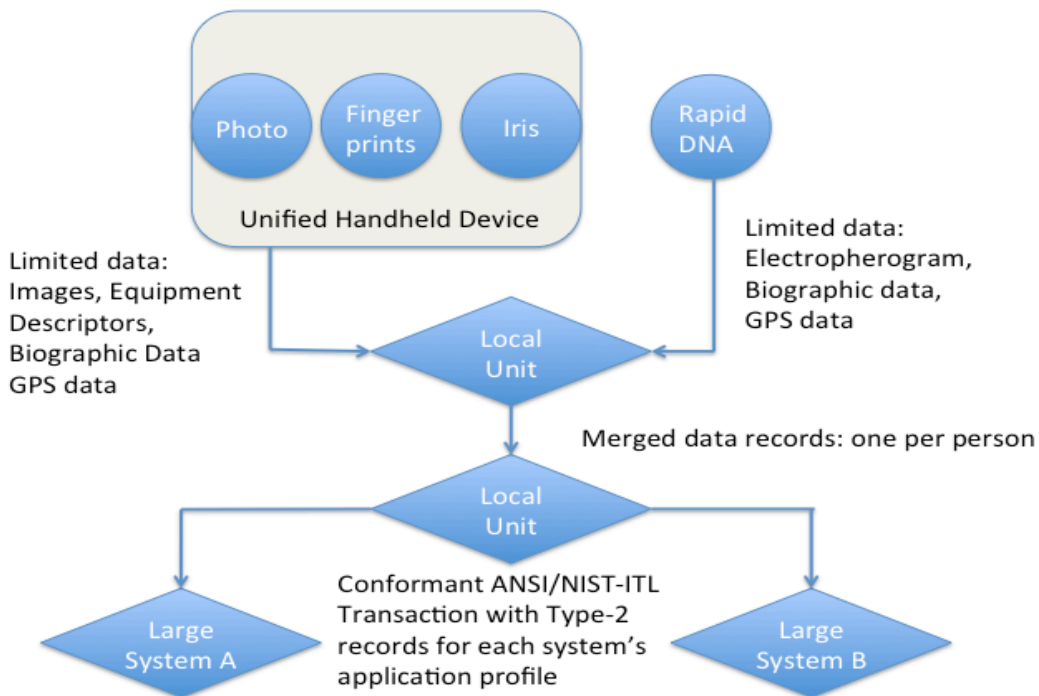 Photo
Finger
prints
Iris
Rapid
DNA
Unified Handheld Device
Limited data:
Images, Equipment
Descriptors,
Biographic Data
GPS data
Limited data:
Electropherogram,
Biographic data,
GPS data
Local
Unit
Merged data records: one per person
Local
Unit
Conformant ANSI/NIST-ITL
Transaction with Type-2
records for each system’s
application profile
Large
System A
Large
System B